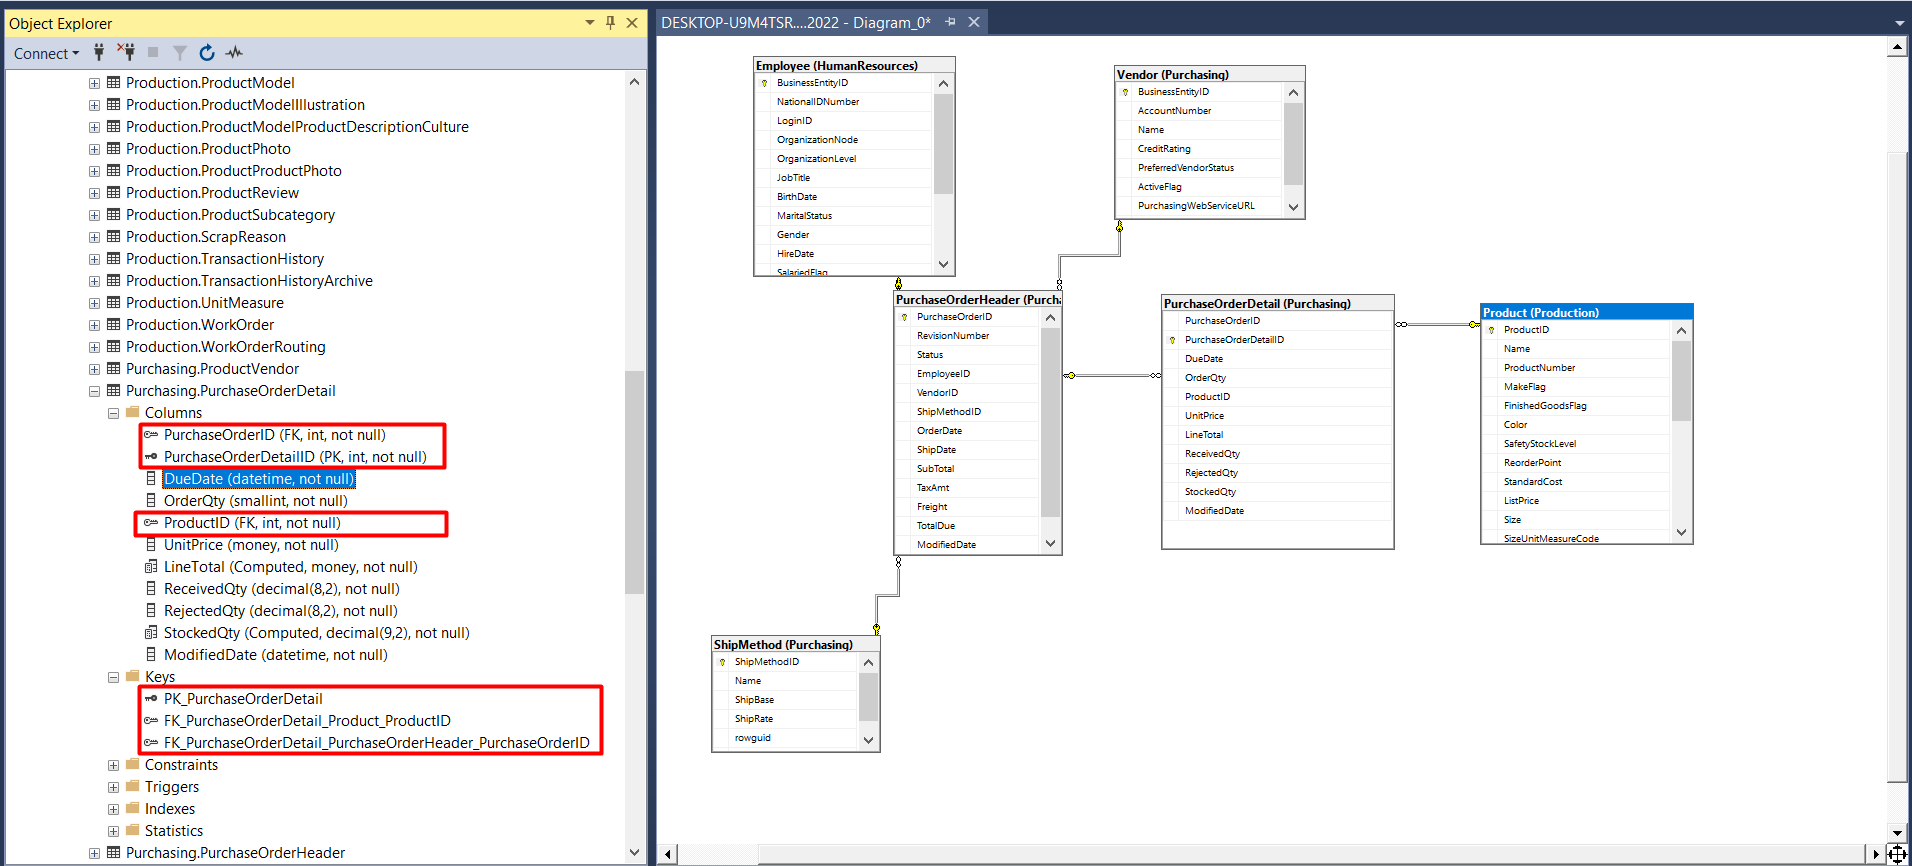 Object Explorer
Connect
Production.ProductModel
Production.ProductModelIllustration
Production.ProductModelProductDescriptionCulture
Production.ProductPhoto
Production.ProductProductPhoto
Production.ProductReview
Production.ProductSubcategory
Production.ScrapReason
Production.TransactionHistory
Production.TransactionHistoryArchive
Production.UnitMeasure
Production.WorkOrder
Production.WorkOrderRouting
Purchasing.ProductVendor
Purchasing.PurchaseOrderDetail
Columns
PurchaseOrderID (FK, int, not null)
PurchaseOrderDetailID (PK, int, not null)
DueDate (datetime, not null)
OrderQty (smallint, not null)
ProductID (FK, int, not null)
UnitPrice (money, not null)
LineTotal (Computed, money, not null)
ReceivedQty (decimal(8,2), not null)
RejectedQty (decimal(8,2), not null)
StockedQty (Computed, decimal(9,2), not null)
ModifiedDate (datetime, not null)
Keys
PK_PurchaseOrderDetail
FK_PurchaseOrderDetail_Product_ProductID
FK_PurchaseOrderDetail_PurchaseOrderHeader_PurchaseOrderID
Constraints
Triggers
Indexes
Statistics
Purchasing.PurchaseOrderHeader
DESKTOP-U9M4TSR....2022 - Diagram_0*
Employee (HumanResources)
BusinessEntityID
NationalIDNumber
LoginID
OrganizationNode
OrganizationLevel
JobTitle
BirthDate
MaritalStatus
Gender
HireDate
SalariedFlag
Vendor (Purchasing)
BusinessEntityID
AccountNumber
Name
CreditRating
PreferredVendorStatus
ActiveFlag
PurchasingWebServiceURL
PurchaseOrderHeader (Purcha
PurchaseOrderID
RevisionNumber
Status
EmployeeID
VendorID
ShipMethodID
OrderDate
ShipDate
SubTotal
TaxAmt
Freight
TotalDue
ModifiedDate
PurchaseOrderDetail (Purchasing)
PurchaseOrderID
PurchaseOrderDetailID
DueDate
OrderQty
ProductID
UnitPrice
LineTotal
ReceivedQty
RejectedQty
StockedQty
ModifiedDate
Product (Production)
ProductID
Name
ProductNumber
MakeFlag
FinishedGoodsFlag
Color
SafetyStockLevel
ReorderPoint
StandardCost
ListPrice
Size
SizeUnitMeasureCode
ShipMethod (Purchasing)
ShipMethodID
Name
ShipBase
ShipRate
rowguid